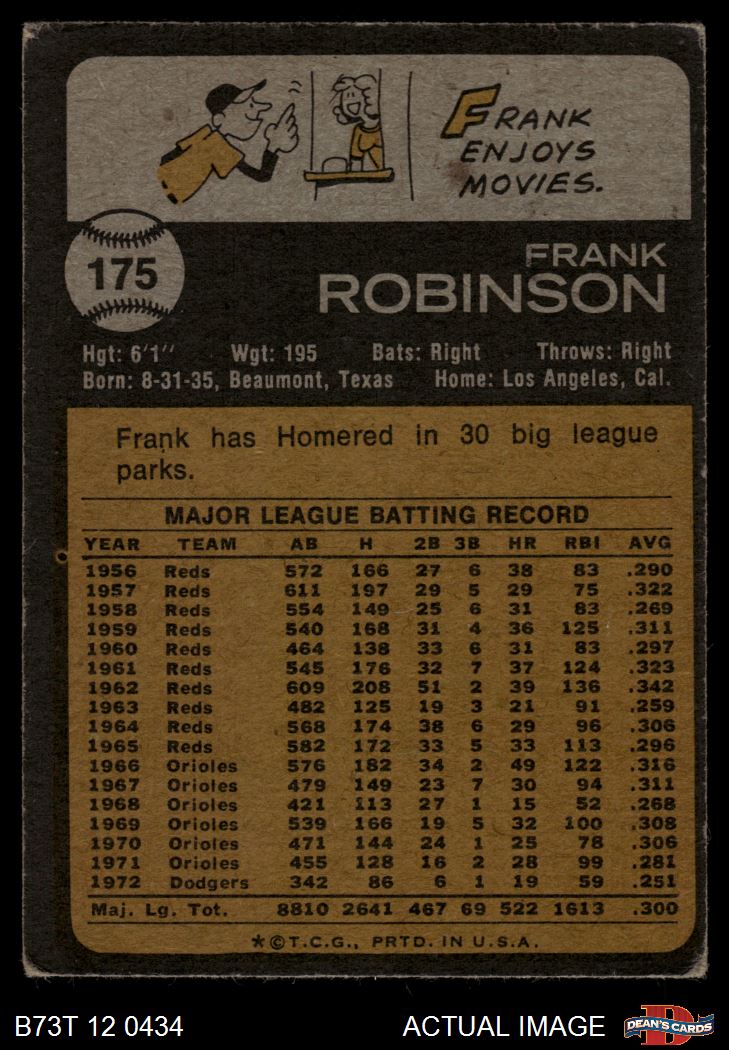 FRANK
ENJOYS
MOVIES.
175
FRANK
ROBINSON
Hgt: 6'1'' Wgt: 195 Bats: Right Throws: Right
Born: 8-31-35, Beaumont, Texas Home: Los Angeles, Cal.
Frank has Homered in 30 big league
parks.
MAJOR LEAGUE BATTING RECORD
YEAR TEAM AB H 2B 3B HR RBI AVG
1956 Reds 572 166 27 6 38 83 .290
1957 Reds 611 197 29 5 29 75 .322
1958 Reds 554 149 25 6 31 83 .269
1959 Reds 540 168 31 4 36 125 .311
1960 Reds 464 138 33 6 31 83 .297
1961 Reds 545 176 32 7 37 124 .323
1962 Reds 609 208 51 2 39 136 .342
1963 Reds 482 125 19 3 21 91 .259
1964 Reds 568 174 38 6 29 96 .306
1965 Reds 582 172 33 5 33 113 .296
1966 Orioles 576 182 34 2 49 122 .316
1967 Orioles 479 149 23 7 30 94 .311
1968 Orioles 421 113 27 1 15 52 .268
1969 Orioles 539 166 19 5 32 100 .308
1970 Orioles 471 144 24 1 25 78 .306
1971 Orioles 455 128 16 2 28 99 .281
1972 Dodgers 342 86 6 1 19 59 .251
Maj. Lg. Tot. 8810 2641 467 69 522 1613 .300
*©T.C.G., PRTD. IN U.S.A.
B73T 12 0434 ACTUAL IMAGE DEAN'S CARDS